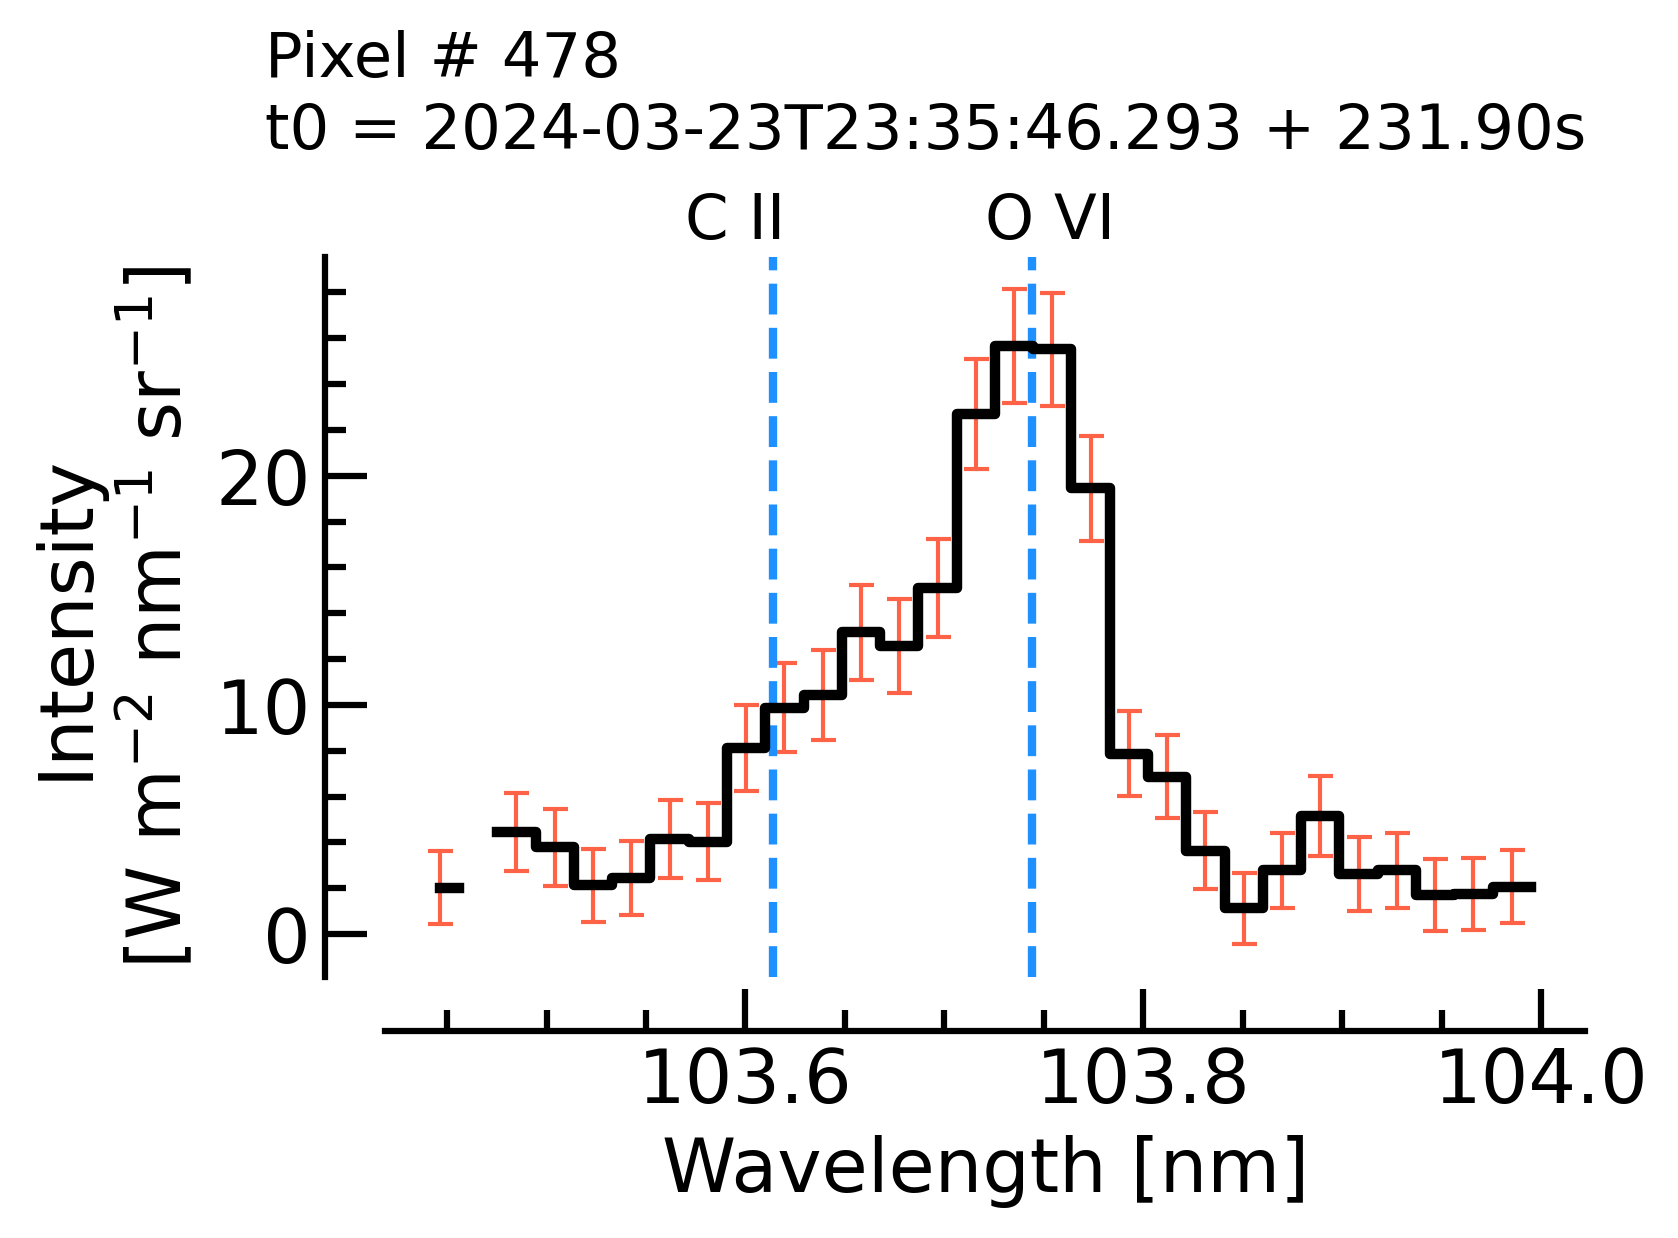 Pixel # 478
t0 = 2024-03-23T23:35:46.293 + 231.90s
C II O VI
Intensity
[W m⁻² nm⁻¹ sr⁻¹]
20
10
0
103.6 103.8 104.0
Wavelength [nm]